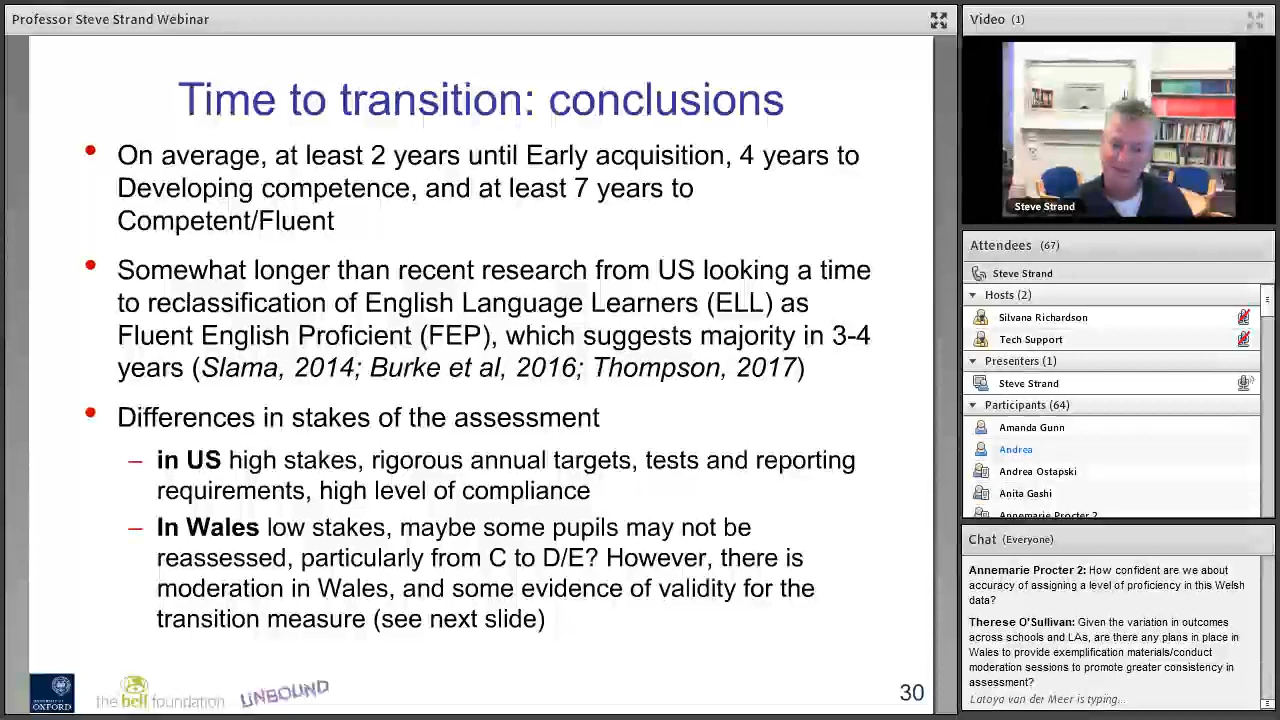 Professor Steve Strand Webinar
Time to transition: conclusions
On average, at least 2 years until Early acquisition, 4 years to
Developing competence, and at least 7 years to
Competent/Fluent
Somewhat longer than recent research from US looking a time
to reclassification of English Language Learners (ELL) as
Fluent English Proficient (FEP), which suggests majority in 3-4
years (Slama, 2014; Burke et al, 2016; Thompson, 2017)
Differences in stakes of the assessment
– in US high stakes, rigorous annual targets, tests and reporting
requirements, high level of compliance
– In Wales low stakes, maybe some pupils may not be
reassessed, particularly from C to D/E? However, there is
moderation in Wales, and some evidence of validity for the
transition measure (see next slide)
UNIVERSITY OF
OXFORD
the bell foundation
UNBOUND
30
Video (1)
Steve Strand
Attendees (67)
Steve Strand
Hosts (2)
Silvana Richardson
Tech Support
Presenters (1)
Steve Strand
Participants (64)
Amanda Gunn
Andrea
Andrea Ostapski
Anita Gashi
Annemarie Procter 2
Chat (Everyone)
Annemarie Procter 2: How confident are we about
accuracy of assigning a level of proficiency in this Welsh
data?
Therese O'Sullivan: Given the variation in outcomes
across schools and LAs, are there any plans in place in
Wales to provide exemplification materials/conduct
moderation sessions to promote greater consistency in
assessment?
Latoya van der Meer is typing...